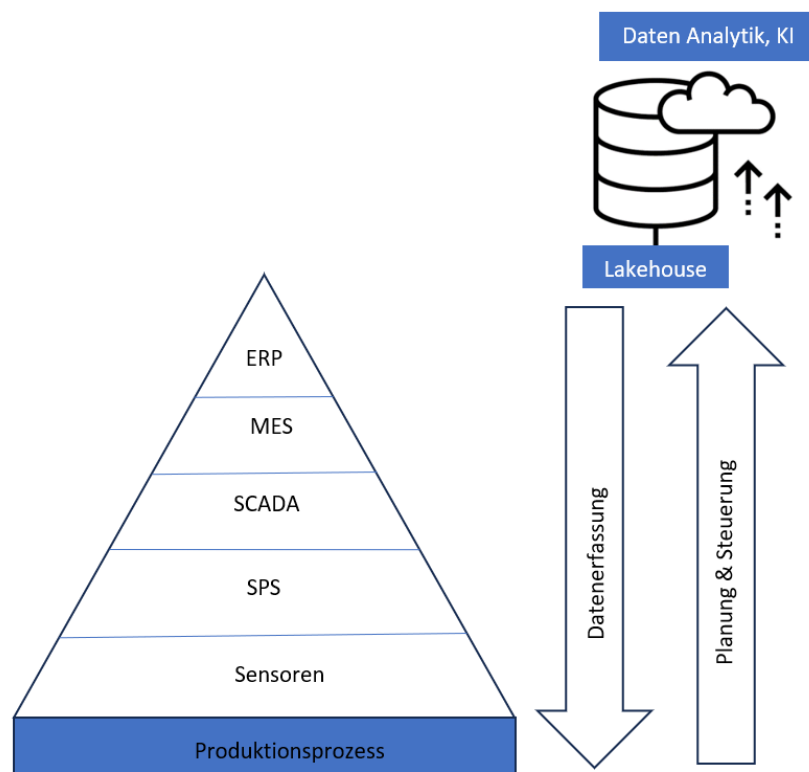 Daten Analytik, KI
Lakehouse
ERP
MES
SCADA
SPS
Sensoren
Produktionsprozess
Datenerfassung
Planung & Steuerung